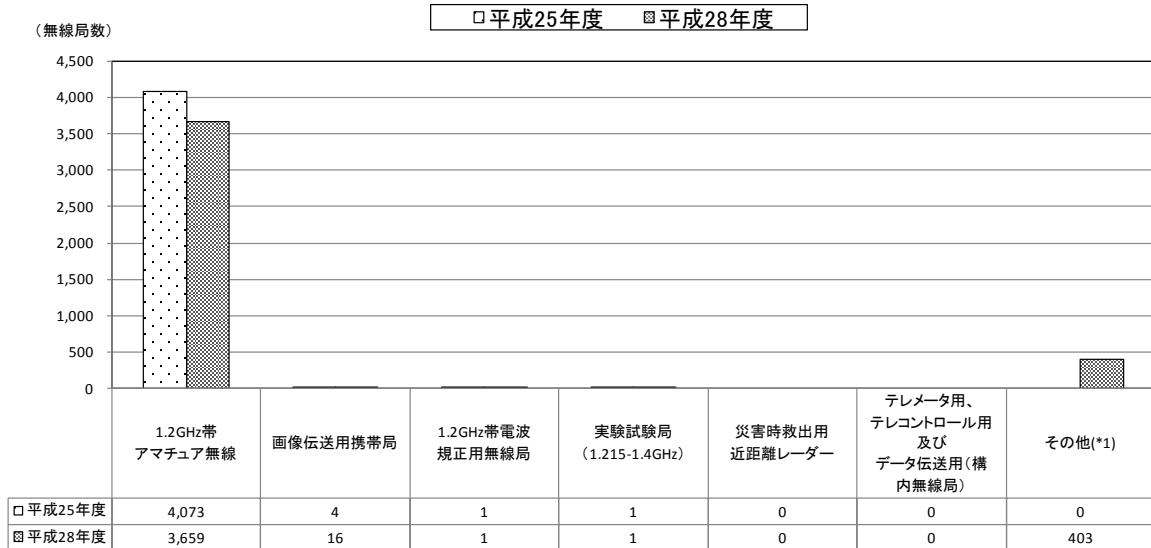 平成25年度 平成28年度
（無線局数）
4,500
4,000
3,500
3,000
2,500
2,000
1,500
1,000
500
0
1.2GHz帯
アマチュア無線
画像伝送用携帯局
1.2GHz帯電波
規正用無線局
実験試験局
（1.215-1.4GHz）
災害時救出用
近距離レーダー
テレメータ用、
テレコントロール用
及び
データ伝送用（構
内無線局）
その他(*1)
平成25年度 4,073 4 1 1 0 0 0
平成28年度 3,659 16 1 1 0 0 403